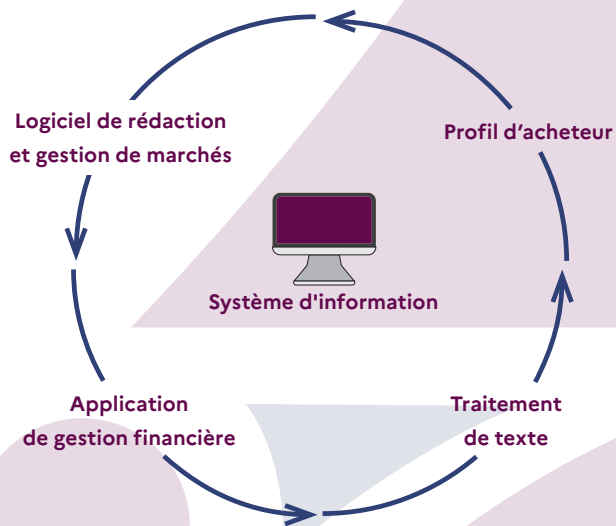 Logiciel de rédaction
et gestion de marchés
Profil d’acheteur
Système d'information
Application
de gestion financière
Traitement
de texte